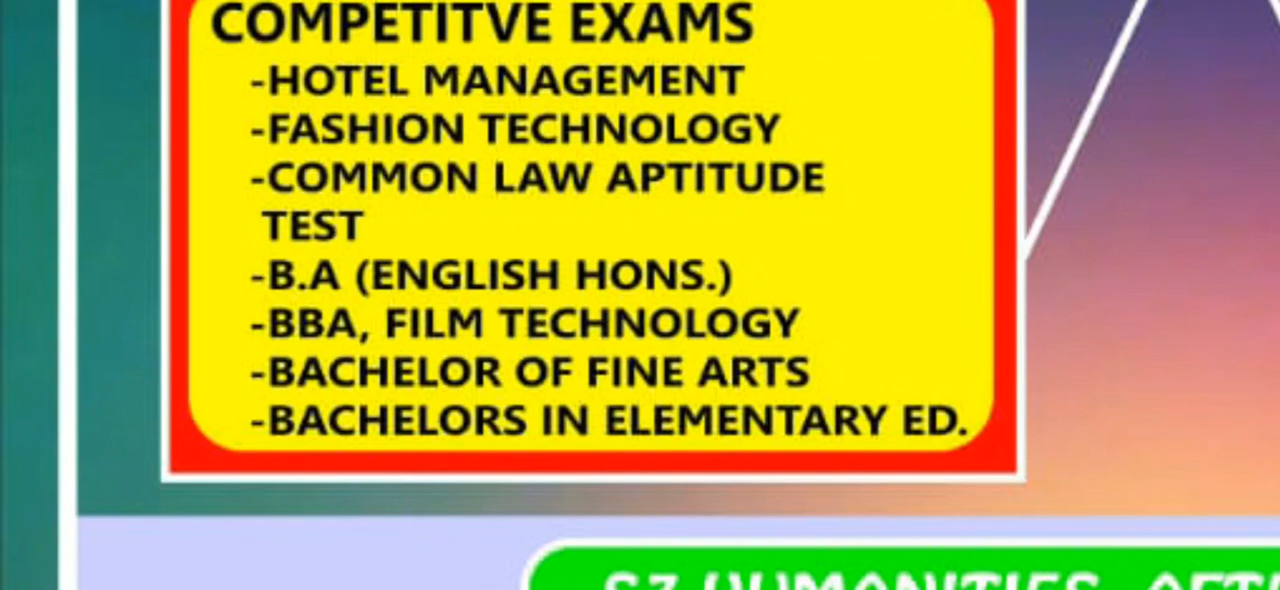 COMPETITVE EXAMS
-HOTEL MANAGEMENT
-FASHION TECHNOLOGY
-COMMON LAW APTITUDE
TEST
-B.A (ENGLISH HONS.)
-BBA, FILM TECHNOLOGY
-BACHELOR OF FINE ARTS
-BACHELORS IN ELEMENTARY ED.
HUMANITIES